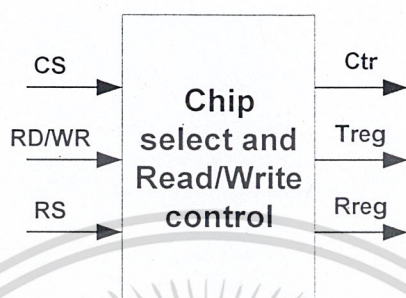 CS
RD/WR
RS
Chip
select and
Read/Write
control
Ctr
Treg
Rreg